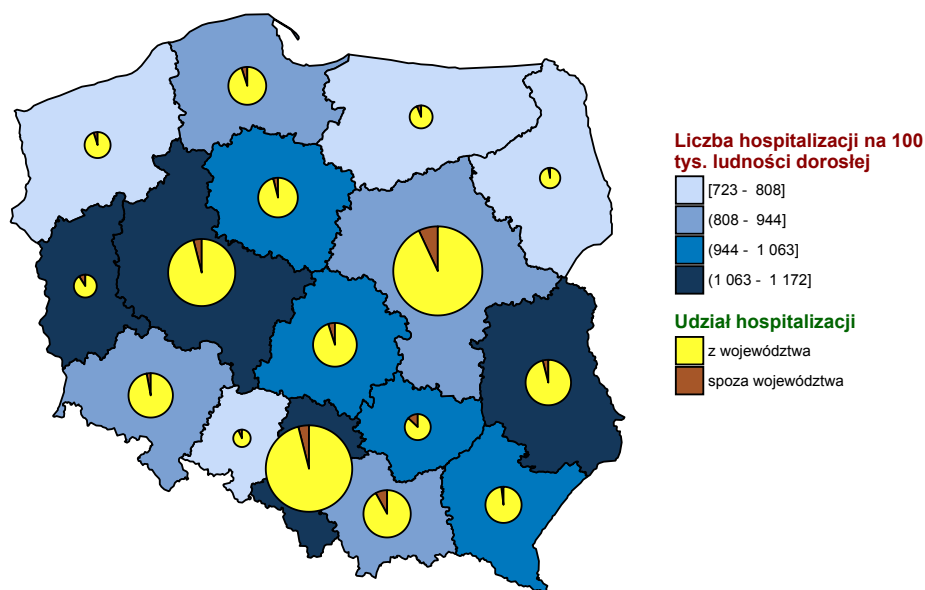 Liczba hospitalizacji na 100
tys. ludności dorosłej
[723 - 808]
(808 - 944]
(944 - 1 063]
(1 063 - 1 172]
Udział hospitalizacji
z województwa
spoza województwa